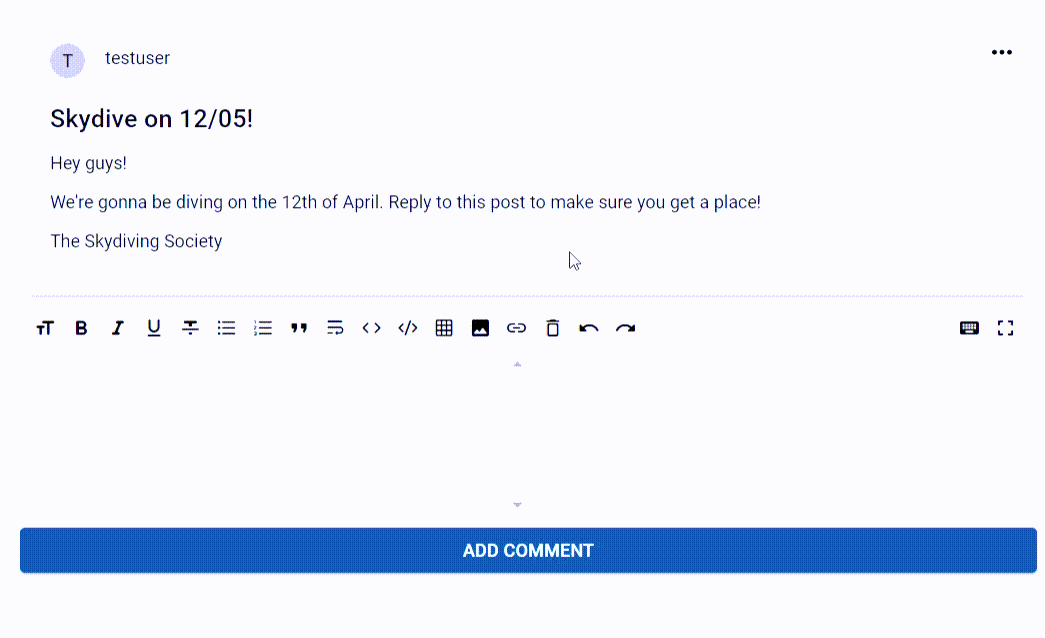 T
testuser
Skydive on 12/05!
Hey guys!
We're gonna be diving on the 12th of April. Reply to this post to make sure you get a place!
The Skydiving Society
ADD COMMENT